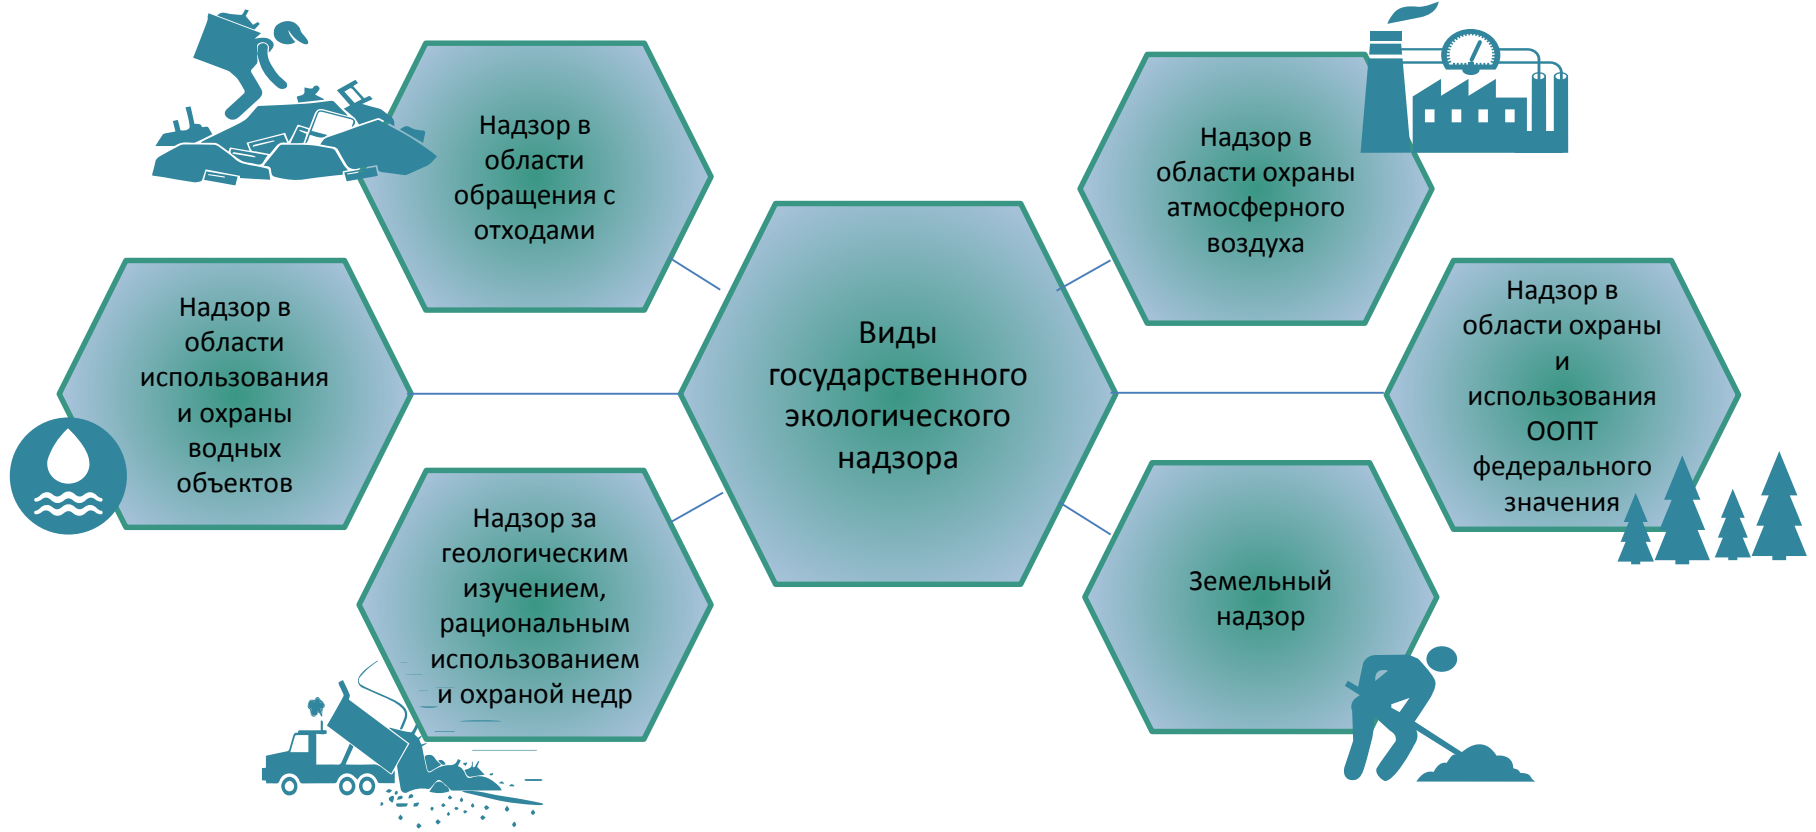 Надзор в
области
обращения с
отходами
Надзор в
области охраны
атмосферного
воздуха
Надзор в
области
использования
и охраны
водных
объектов
Виды
государственного
экологического
надзора
Надзор в
области охраны
и
использования
ООПТ
федерального
значения
Надзор за
геологическим
изучением,
рациональным
использованием
и охраной недр
Земельный
надзор